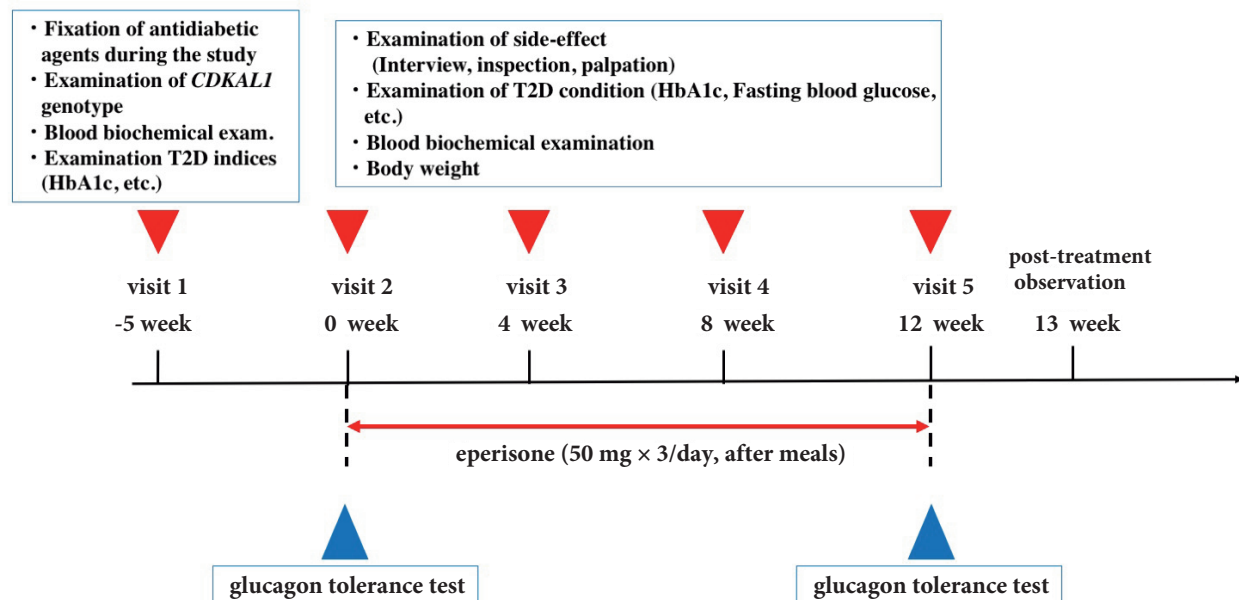 ・Fixation of antidiabetic
agents during the study
・Examination of CDKAL1
genotype
・Blood biochemical exam.
・Examination T2D indices
(HbA1c, etc.)
・Examination of side-effect
(Interview, inspection, palpation)
・Examination of T2D condition (HbA1c, Fasting blood glucose,
etc.)
・Blood biochemical examination
・Body weight
visit 1
-5 week
visit 2
0 week
visit 3
4 week
visit 4
8 week
visit 5
12 week
post-treatment
observation
13 week
eperisone (50 mg × 3/day, after meals)
glucagon tolerance test
glucagon tolerance test